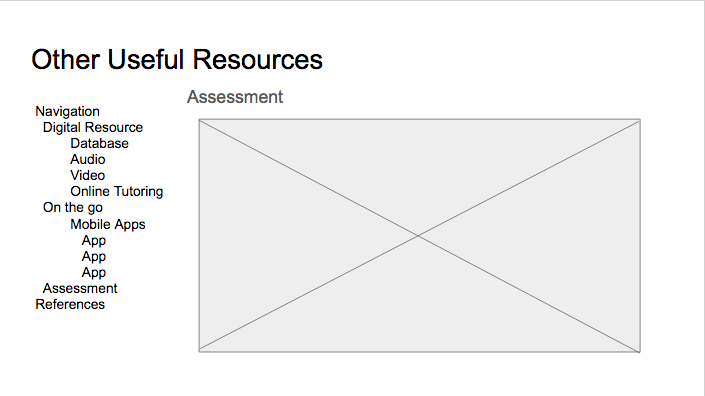 Other Useful Resources
Assessment
Navigation
Digital Resource
Database
Audio
Video
Online Tutoring
On the go
Mobile Apps
App
App
App
Assessment
References